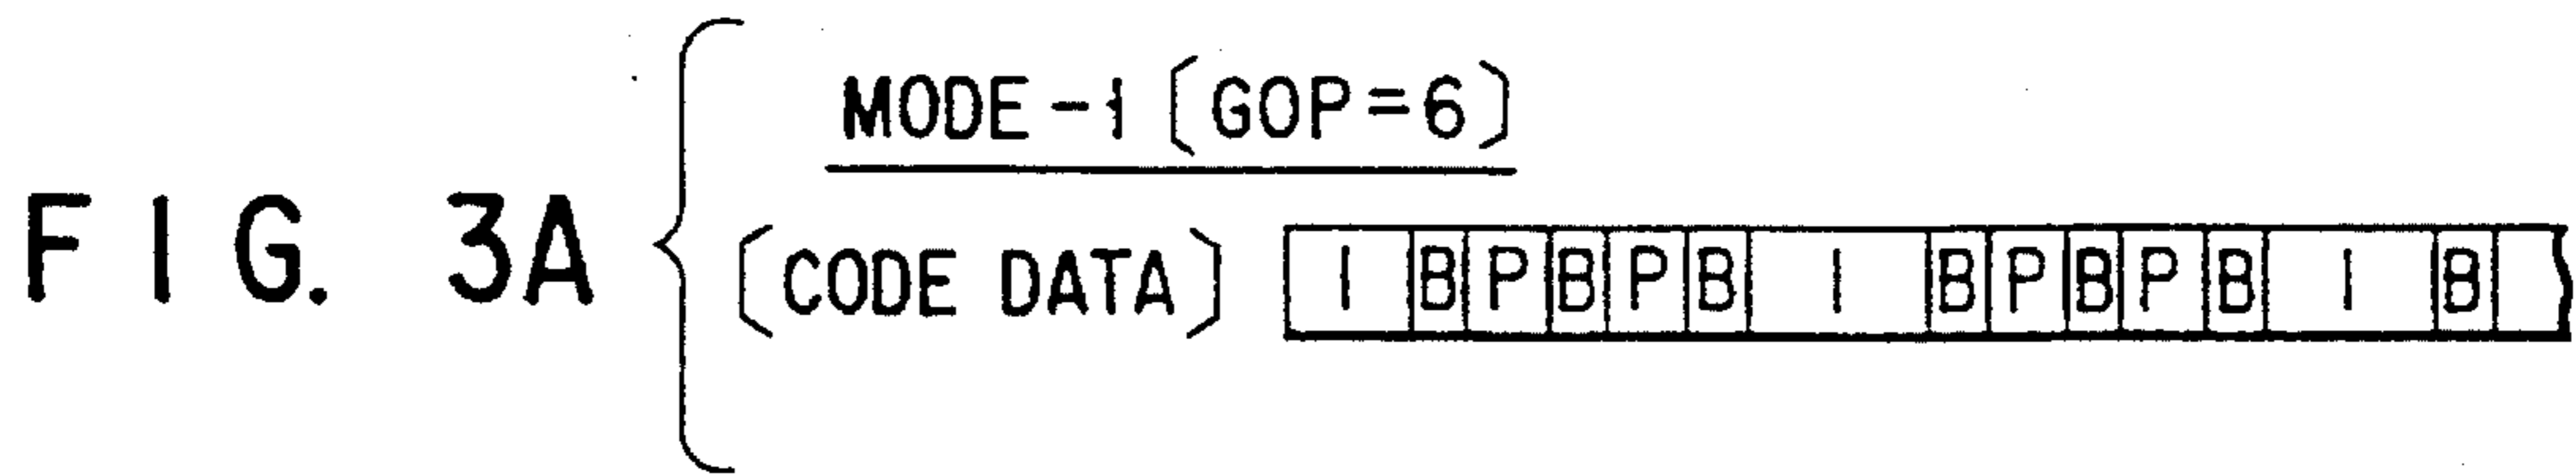 MODE-1 [GOP=6]
FIG. 3A
[CODE DATA] I B P B P B I B P B P B I B